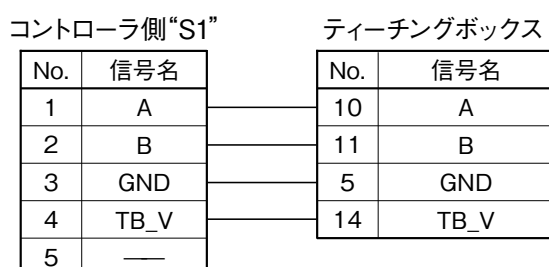 コントローラ側“S1” ティーチングボックス
No. 信号名 No. 信号名
1 A 10 A
2 B 11 B
3 GND 5 GND
4 TB_V 14 TB_V
5 ——